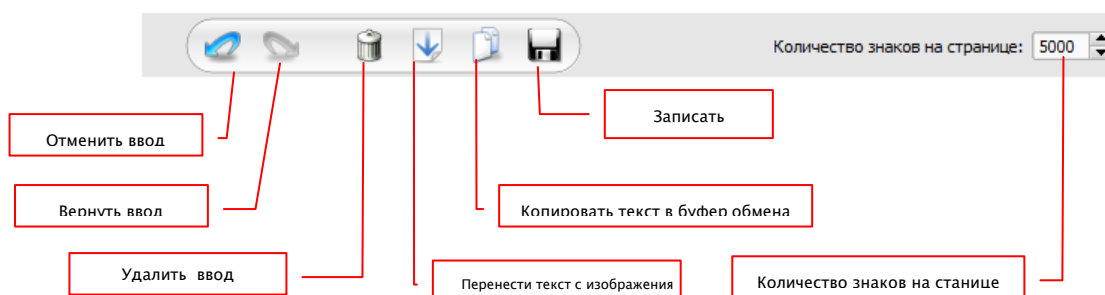 Количество знаков на странице: 5000
Записать
Отменить ввод
Вернуть ввод
Копировать текст в буфер обмена
Удалить ввод
Перенести текст с изображения
Количество знаков на станице